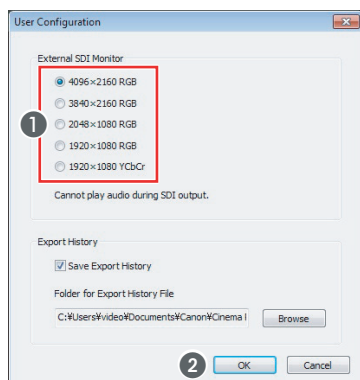 User Configuration
External SDI Monitor
4096×2160 RGB
3840×2160 RGB
1
2048×1080 RGB
1920×1080 RGB
1920×1080 YCbCr
Cannot play audio during SDI output.
Export History
Save Export History
Folder for Export History File
C:¥Users¥video¥Documents¥Canon¥Cinema
Browse
2
OK
Cancel